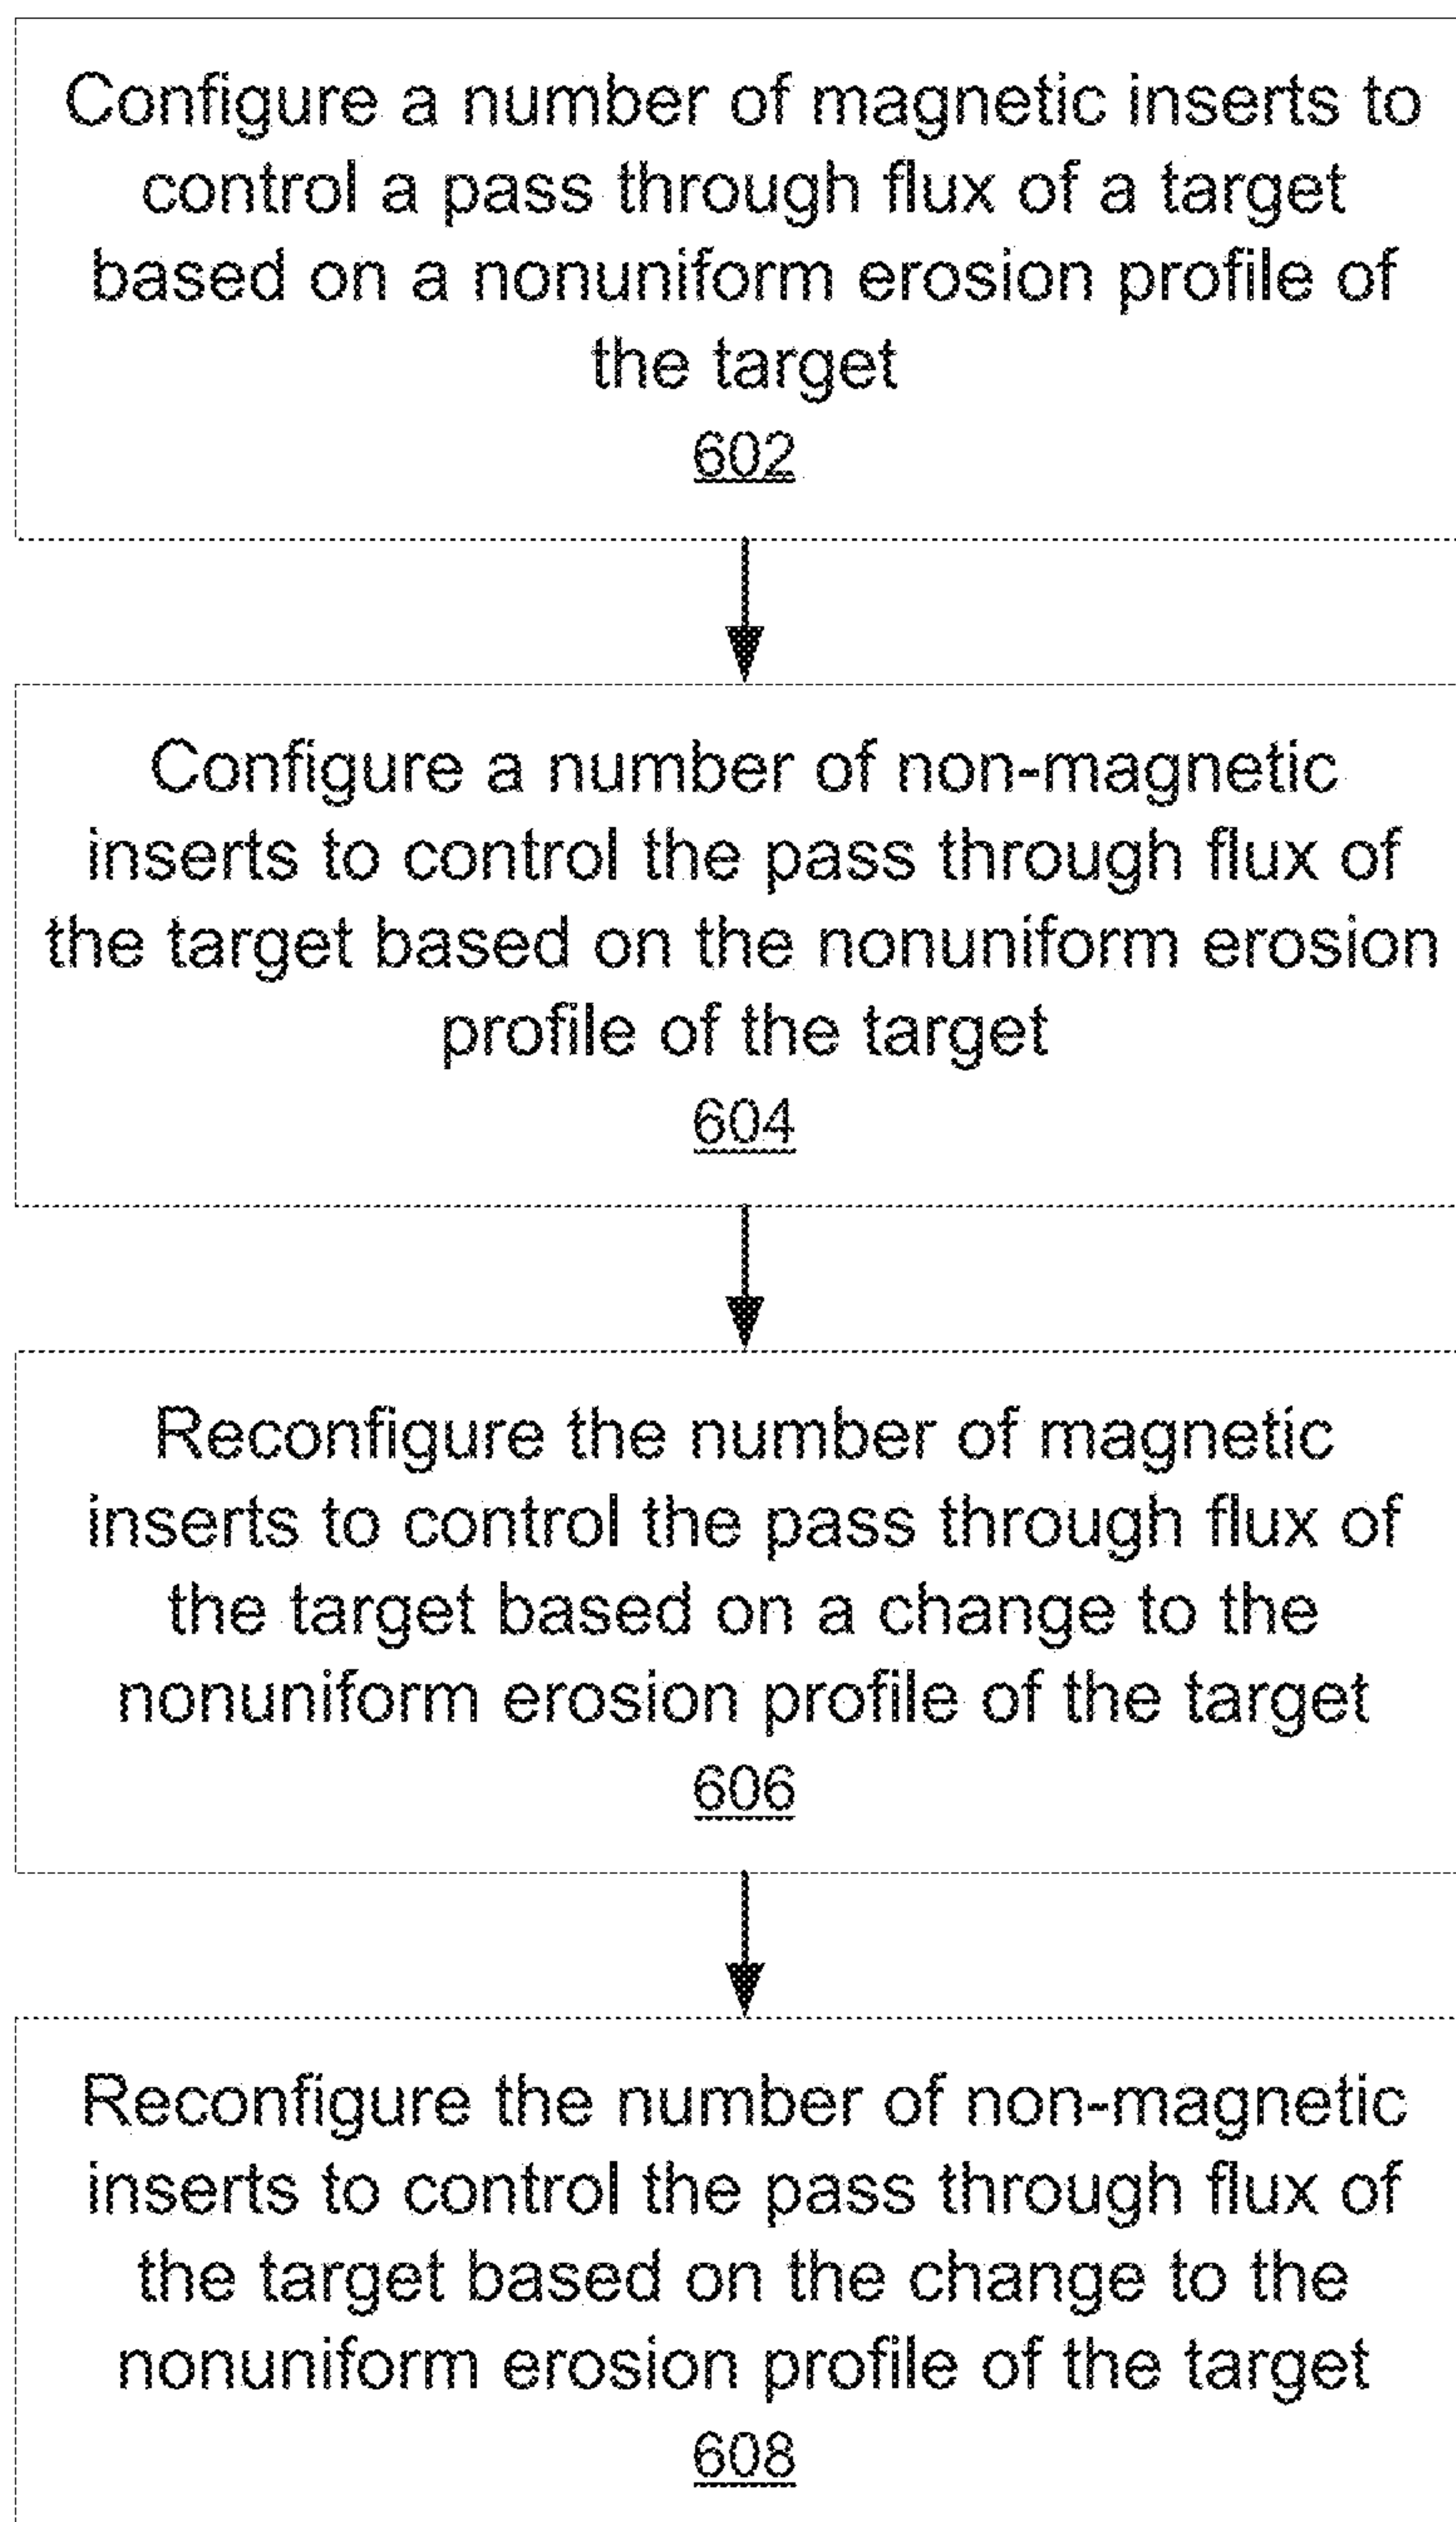 Configure a number of magnetic inserts to
control a pass through flux of a target
based on a nonuniform erosion profile of
the target
602
Configure a number of non-magnetic
inserts to control the pass through flux of
the target based on the nonuniform erosion
profile of the target
604
Reconfigure the number of magnetic
inserts to control the pass through flux of
the target based on a change to the
nonuniform erosion profile of the target
606
Reconfigure the number of non-magnetic
inserts to control the pass through flux of
the target based on the change to the
nonuniform erosion profile of the target
608